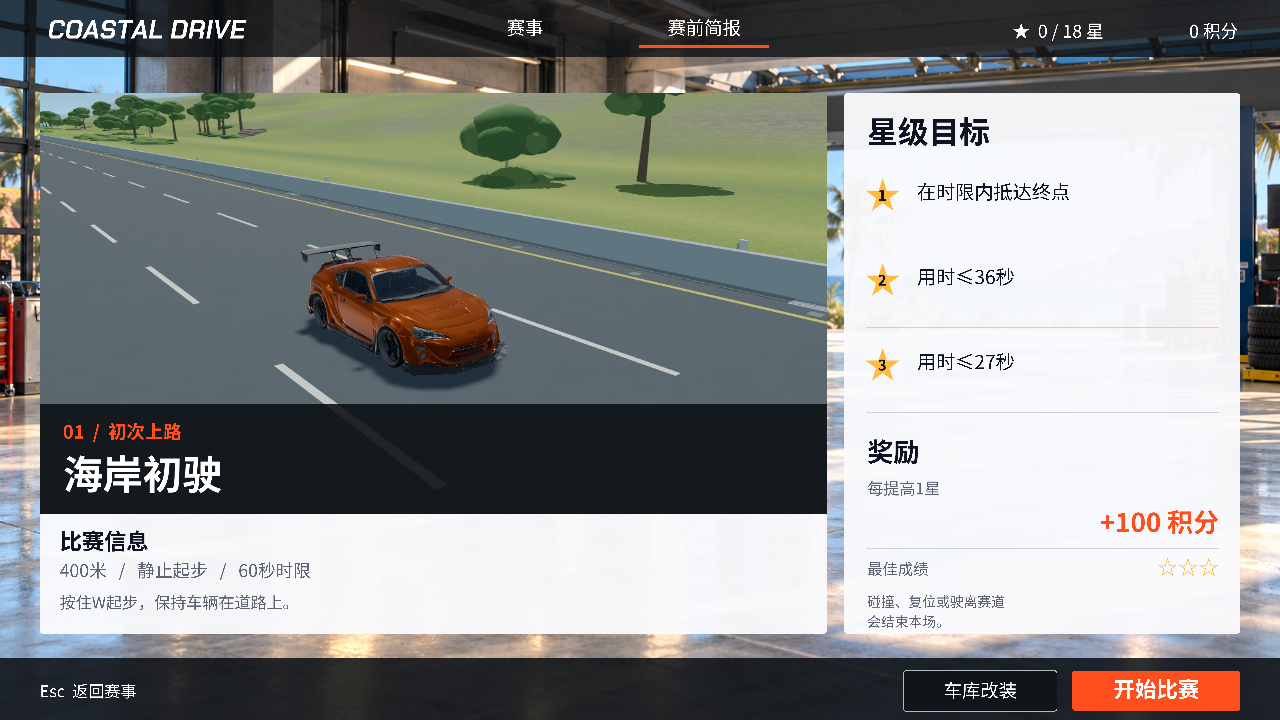 COASTAL DRIVE
赛事
赛前简报
★ 0 / 18 星
0 积分
星级目标
1 在时限内抵达终点
2 用时≤36秒
3 用时≤27秒
01 / 初次上路
海岸初驶
奖励
每提高1星
+100 积分
比赛信息
400米 / 静止起步 / 60秒时限
按住W起步，保持车辆在道路上。
最佳成绩 ☆☆☆
碰撞、复位或驶离赛道
会结束本场。
Esc 返回赛事
车库改装
开始比赛